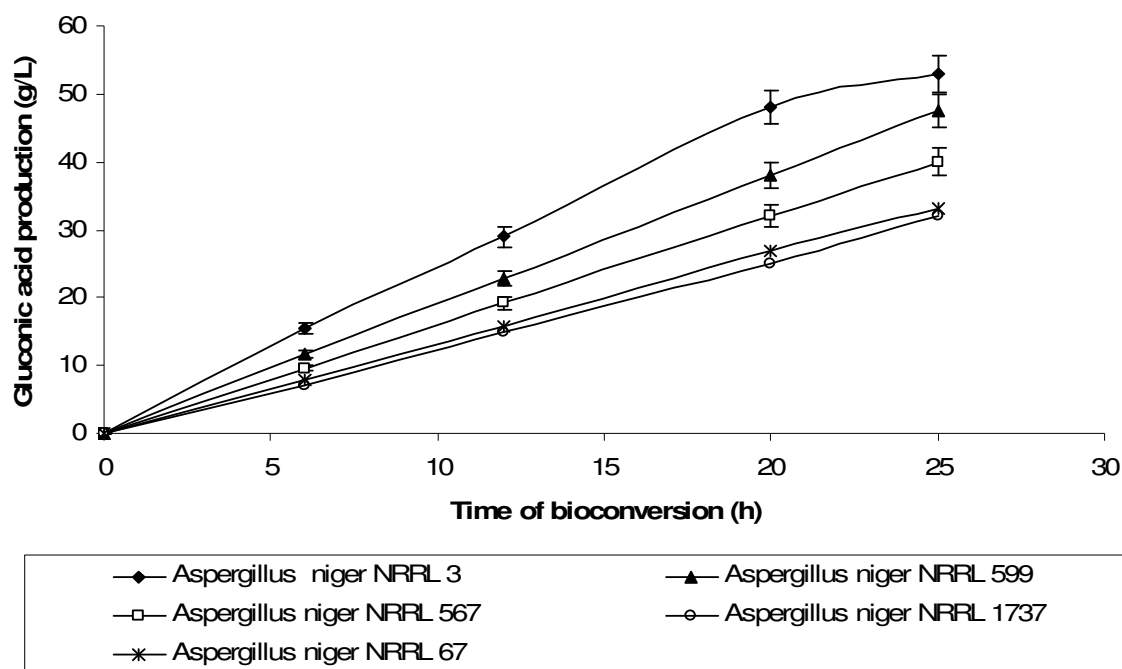 60
50
40
30
20
10
0
Gluconic acid production (g/L)
0 5 10 15 20 25 30
Time of bioconversion (h)
Aspergillus niger NRRL 3 Aspergillus niger NRRL 599
Aspergillus niger NRRL 567 Aspergillus niger NRRL 1737
Aspergillus niger NRRL 67